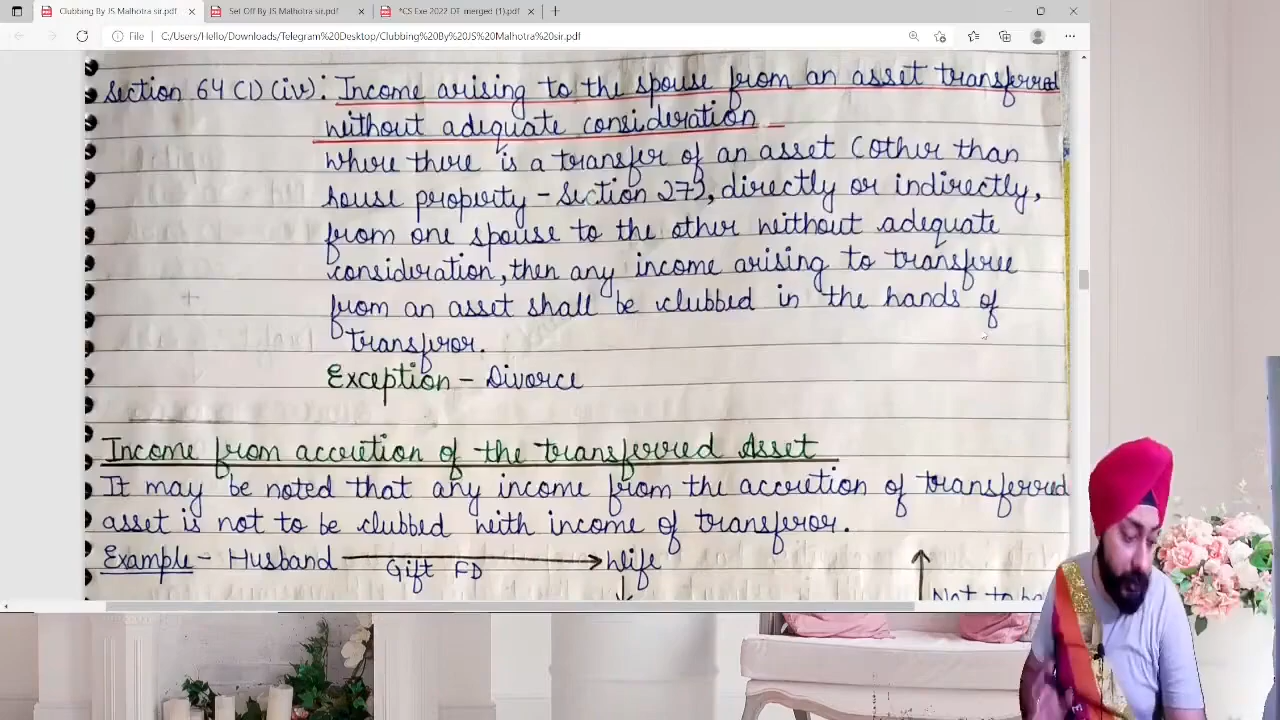 Clubbing By JS Malhotra sir.pdf
Set Off By JS Malhotra sir.pdf
*CS Exe 2022 DT merged (1).pdf
File
C:/Users/Hello/Downloads/Telegram%20Desktop/Clubbing%20By%20JS%20Malhotra%20sir.pdf
Section 64(1)(iv): Income arising to the spouse from an asset transferred
without adequate consideration
Where there is a transfer of an asset (other than
house property - Section 27), directly or indirectly,
from one spouse to the other without adequate
consideration, then any income arising to transferee
from an asset shall be clubbed in the hands of
transferor.
Exception - Divorce
Income from accretion of the transferred Asset
It may be noted that any income from the accretion of transferred
asset is not to be clubbed with income of transferor.
Example - Husband Gift FD Wife
Not to be